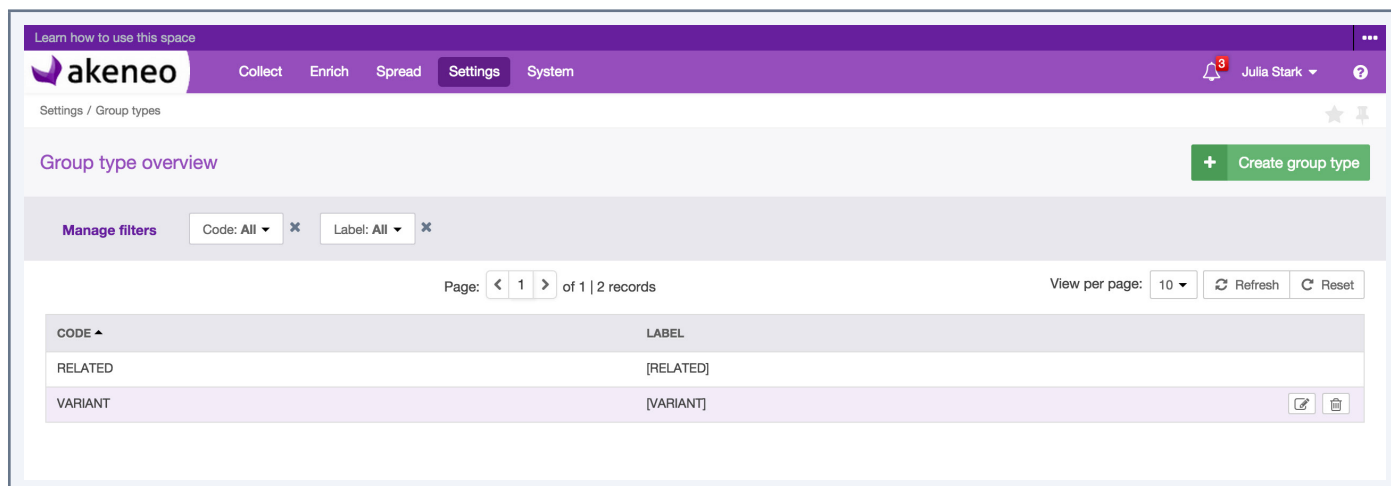 Learn how to use this space
akeneo Collect Enrich Spread Settings System 3 Julia Stark
Settings / Group types
Group type overview + Create group type
Manage filters Code: All Label: All
Page: 1 of 1 | 2 records View per page: 10 Refresh Reset
CODE LABEL
RELATED [RELATED]
VARIANT [VARIANT]